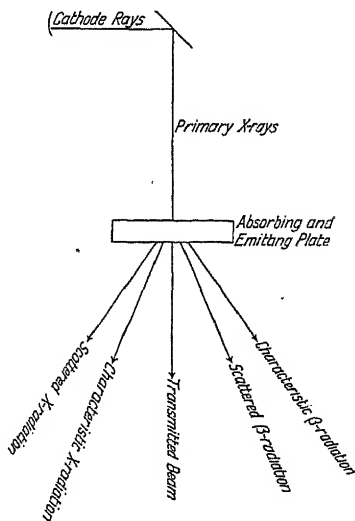 Cathode Rays
Primary X-rays
Absorbing and
Emitting Plate
Scattered X-radiation
Characteristic X-radiation
Transmitted Beam
Scattered β-radiation
Characteristic β-radiation